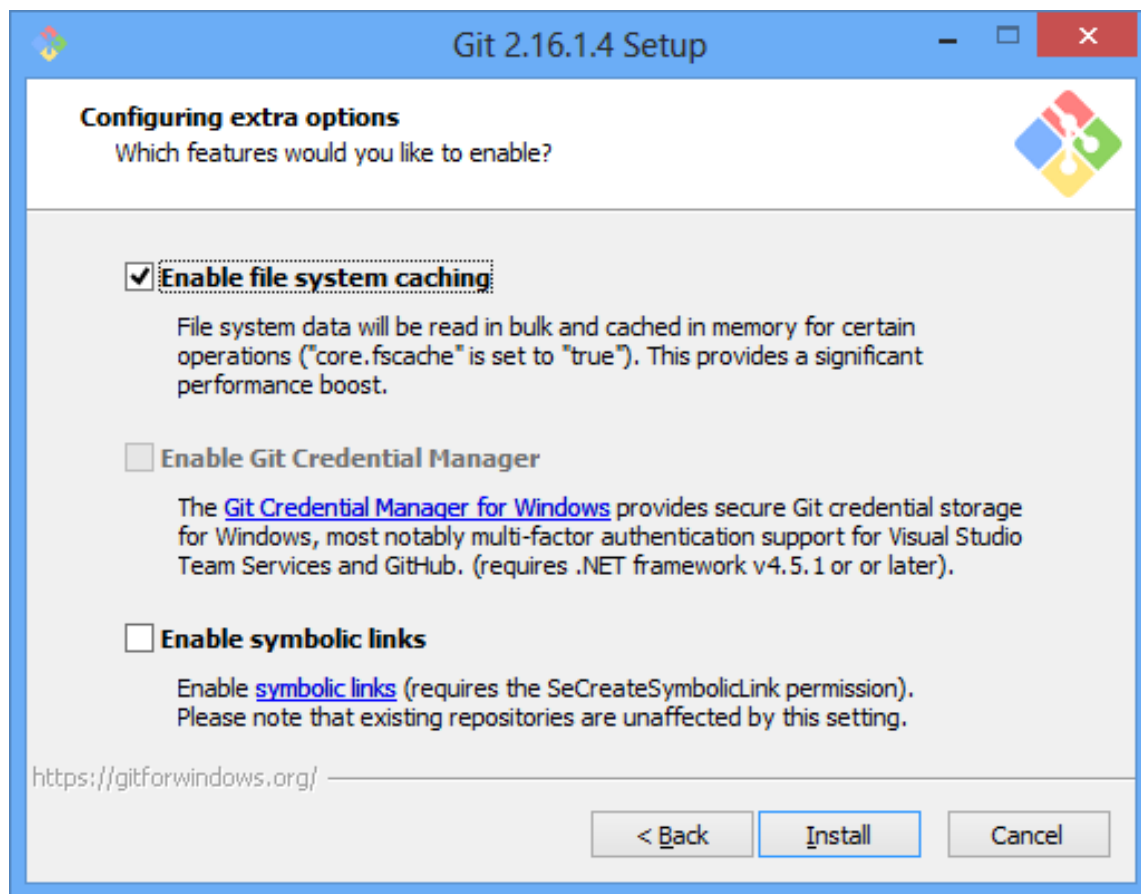 Git 2.16.1.4 Setup
Configuring extra options
Which features would you like to enable?
Enable file system caching
File system data will be read in bulk and cached in memory for certain
operations ("core.fscache" is set to "true"). This provides a significant
performance boost.
Enable Git Credential Manager
The Git Credential Manager for Windows provides secure Git credential storage
for Windows, most notably multi-factor authentication support for Visual Studio
Team Services and GitHub. (requires .NET framework v4.5.1 or or later).
Enable symbolic links
Enable symbolic links (requires the SeCreateSymbolicLink permission).
Please note that existing repositories are unaffected by this setting.
https://gitforwindows.org/
< Back
Install
Cancel